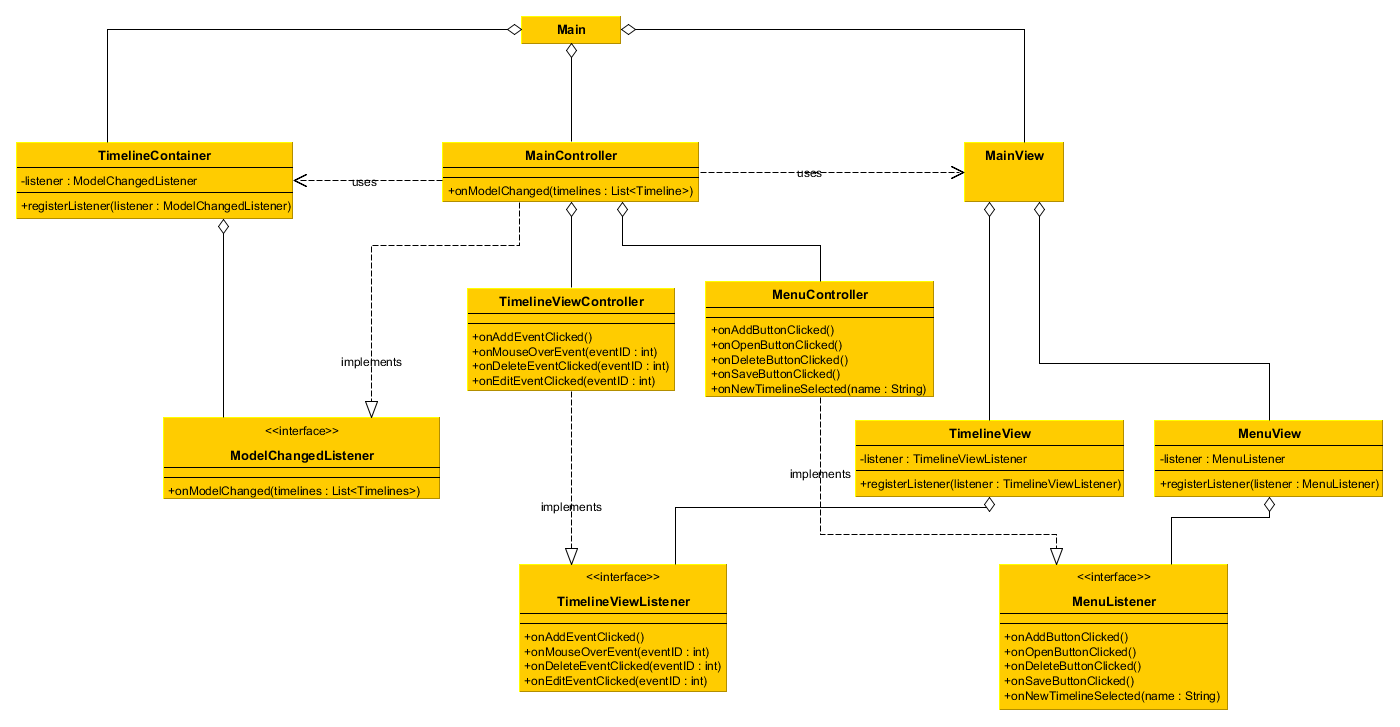 Main
TimelineContainer
-listener : ModelChangedListener
+registerListener(listener : ModelChangedListener)
uses
MainController
+onModelChanged(timelines : List<Timeline>)
uses
MainView
implements
TimelineViewController
+onAddEventClicked()
+onMouseOverEvent(eventID : int)
+onDeleteEventClicked(eventID : int)
+onEditEventClicked(eventID : int)
MenuController
+onAddButtonClicked()
+onOpenButtonClicked()
+onDeleteButtonClicked()
+onSaveButtonClicked()
+onNewTimelineSelected(name : String)
<<interface>>
ModelChangedListener
+onModelChanged(timelines : List<Timelines>)
TimelineView
-listener : TimelineViewListener
+registerListener(listener : TimelineViewListener)
MenuView
-listener : MenuListener
+registerListener(listener : MenuListener)
implements
implements
<<interface>>
TimelineViewListener
+onAddEventClicked()
+onMouseOverEvent(eventID : int)
+onDeleteEventClicked(eventID : int)
+onEditEventClicked(eventID : int)
<<interface>>
MenuListener
+onAddButtonClicked()
+onOpenButtonClicked()
+onDeleteButtonClicked()
+onSaveButtonClicked()
+onNewTimelineSelected(name : String)